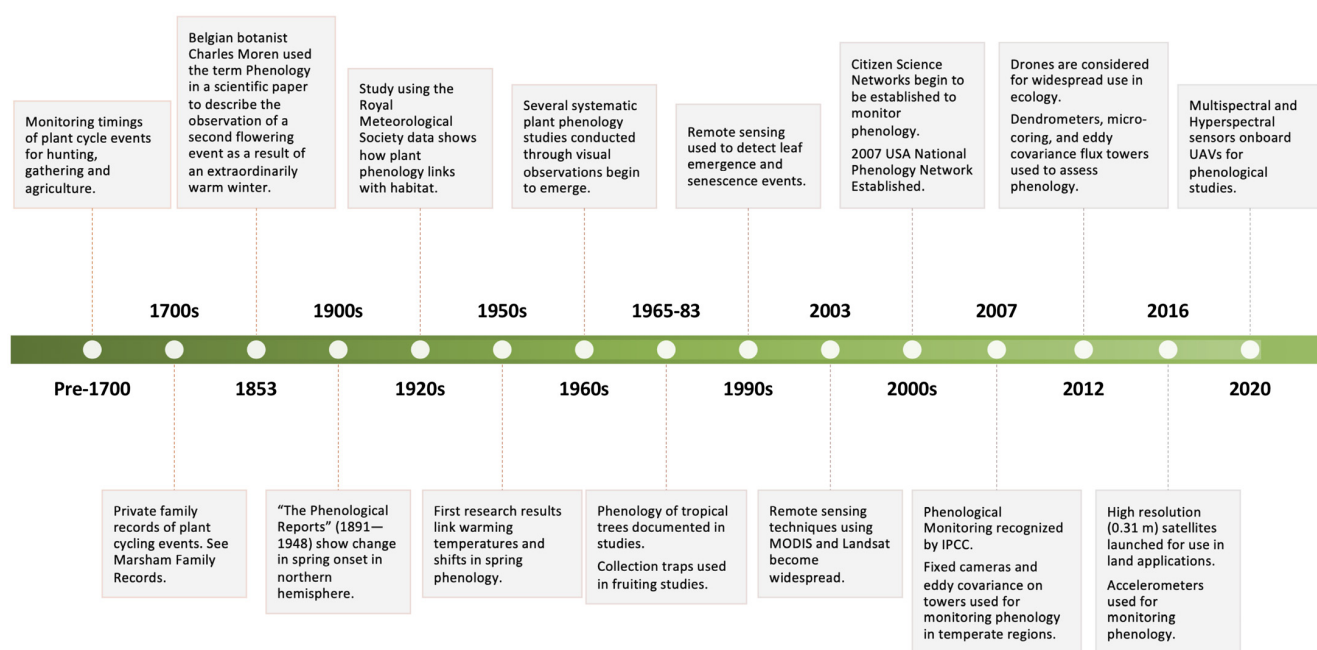 Monitoring timings
of plant cycle events
for hunting,
gathering and
agriculture.
Belgian botanist
Charles Moren used
the term Phenology
in a scientific paper
to describe the
observation of a
second flowering
event as a result of
an extraordinarily
warm winter.
Study using the
Royal
Meteorological
Society data shows
how plant
phenology links
with habitat.
Several systematic
plant phenology
studies conducted
through visual
observations begin
to emerge.
Remote sensing
used to detect leaf
emergence and
senescence events.
Citizen Science
Networks begin to
be established to
monitor
phenology.
2007 USA National
Phenology Network
Established.
Drones are considered
for widespread use in
ecology.
Dendrometers, micro-
coring, and eddy
covariance flux towers
used to assess
phenology.
Multispectral and
Hyperspectral
sensors onboard
UAVs for
phenological
studies.
1700s
1900s
1950s
1965-83
2003
2007
2016
Pre-1700
1853
1920s
1960s
1990s
2000s
2012
2020
Private family
records of plant
cycling events. See
Marsham Family
Records.
“The Phenological
Reports” (1891—
1948) show change
in spring onset in
northern
hemisphere.
First research results
link warming
temperatures and
shifts in spring
phenology.
Phenology of tropical
trees documented in
studies.
Collection traps used
in fruiting studies.
Remote sensing
techniques using
MODIS and Landsat
become
widespread.
Phenological
Monitoring recognized
by IPCC.
Fixed cameras and
eddy covariance on
towers used for
monitoring phenology
in temperate regions.
High resolution
(0.31 m) satellites
launched for use in
land applications.
Accelerometers
used for
monitoring
phenology.